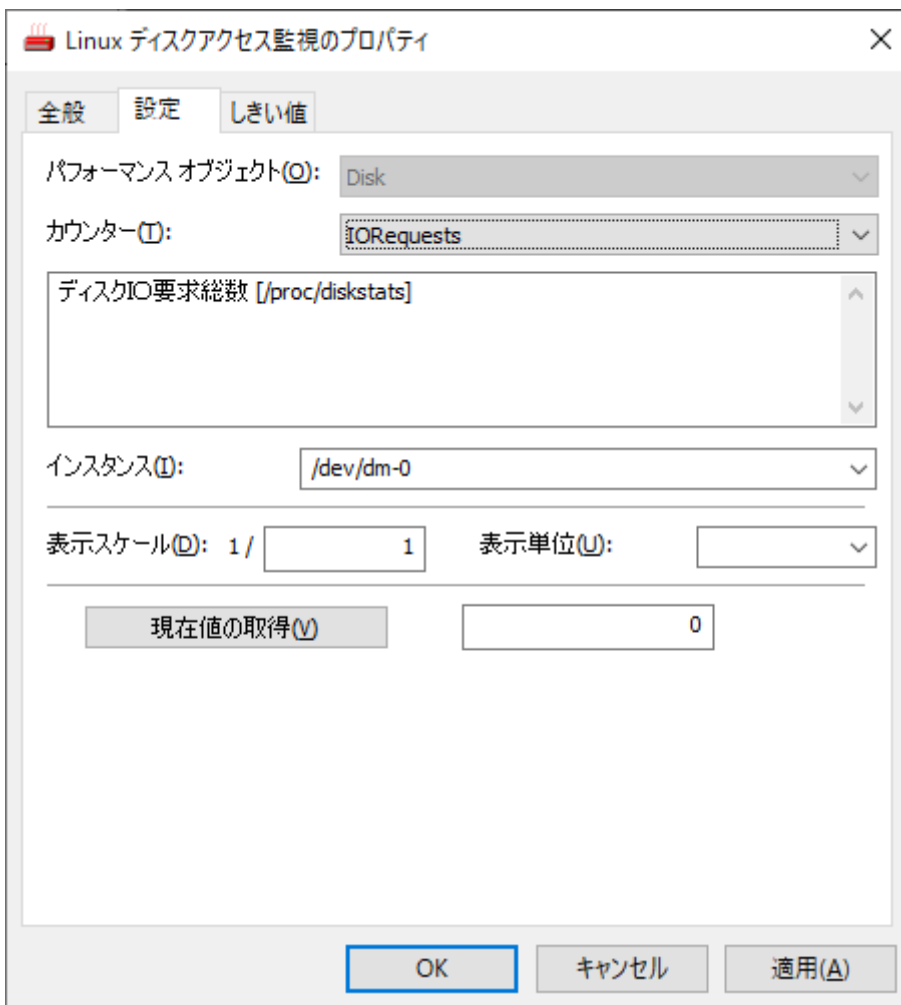 Linux ディスクアクセス監視のプロパティ
全般 設定 しきい値
パフォーマンス オブジェクト(O): Disk
カウンター(T): IORequests
ディスクIO要求総数 [/proc/diskstats]
インスタンス(I): /dev/dm-0
表示スケール(D): 1 / 1 表示単位(U):
現在値の取得(V) 0
OK キャンセル 適用(A)